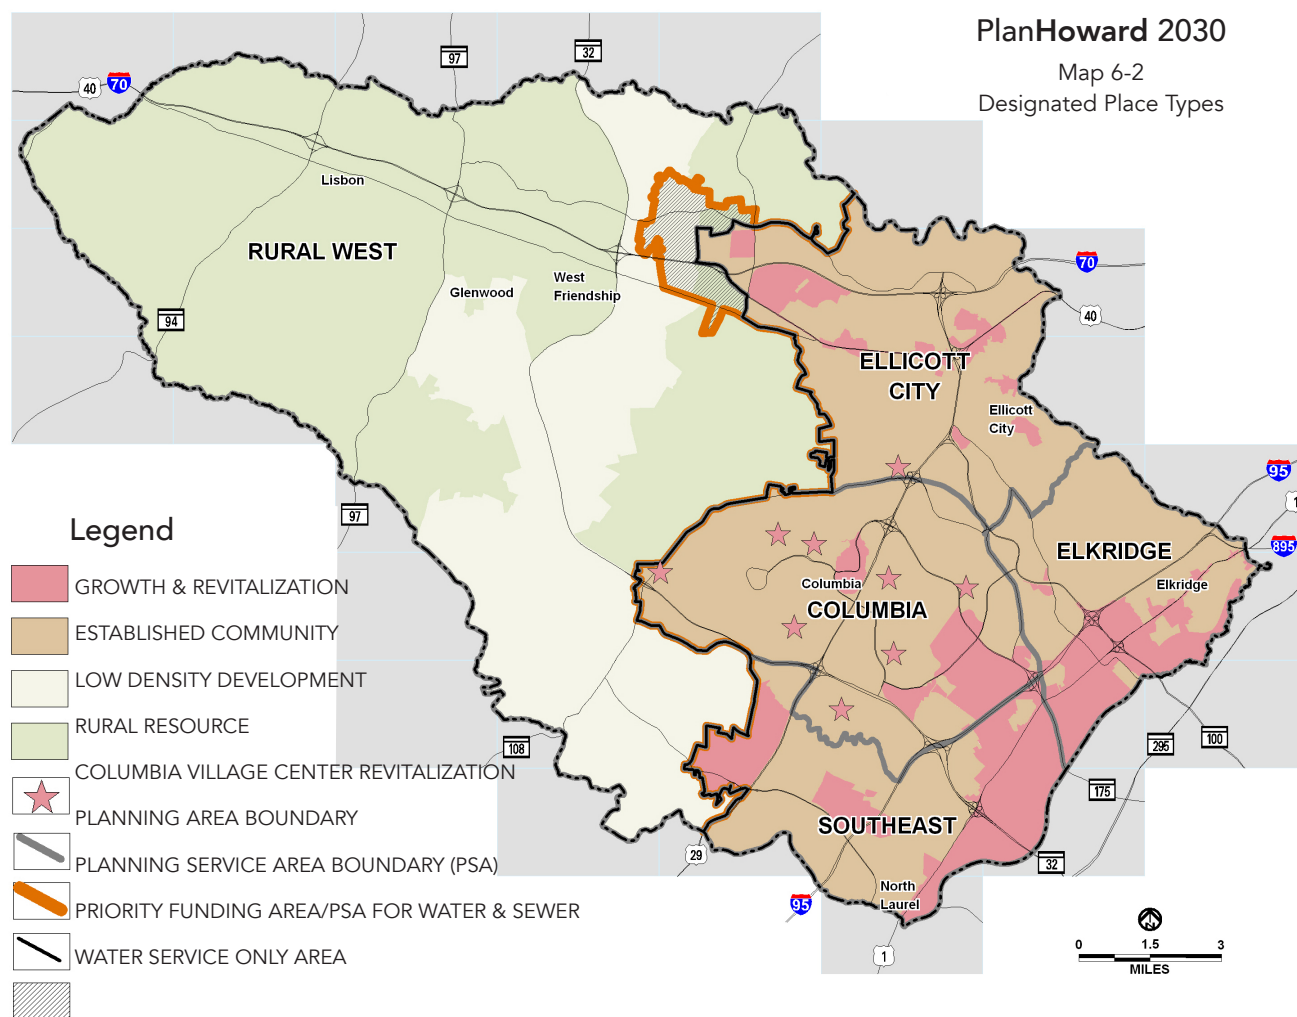 PlanHoward 2030
Map 6-2
Designated Place Types
97
32
40
70
Lisbon
RURAL WEST
70
West
Friendship
Glenwood
94
40
ELLICOTT
CITY
Ellicott
City
95
1
97
895
Legend
ELKRIDGE
Elkridge
Columbia
COLUMBIA
GROWTH & REVITALIZATION
ESTABLISHED COMMUNITY
LOW DENSITY DEVELOPMENT
RURAL RESOURCE
COLUMBIA VILLAGE CENTER REVITALIZATION
PLANNING AREA BOUNDARY
PLANNING SERVICE AREA BOUNDARY (PSA)
PRIORITY FUNDING AREA/PSA FOR WATER & SEWER
WATER SERVICE ONLY AREA
108
295
100
175
SOUTHEAST
29
32
North
Laurel
95
1
N
0 1.5 3
MILES